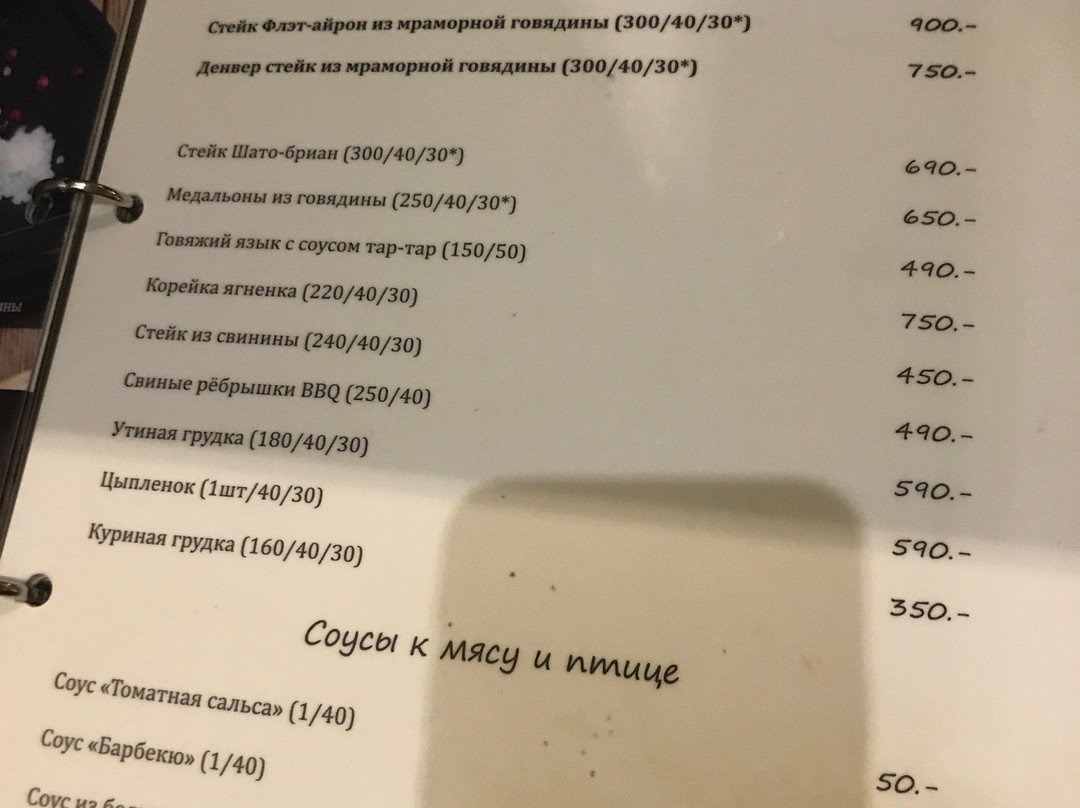 Стейк Флэт-айрон из мраморной говядины (300/40/30*) 900.-
Денвер стейк из мраморной говядины (300/40/30*) 750.-
Стейк Шато-бриан (300/40/30*) 690.-
Медальоны из говядины (250/40/30*) 650.-
Говяжий язык с соусом тар-тар (150/50) 490.-
Корейка ягненка (220/40/30) 750.-
Стейк из свинины (240/40/30) 450.-
Свиные рёбрышки BBQ (250/40) 490.-
Утиная грудка (180/40/30) 590.-
Цыпленок (1шт/40/30) 590.-
Куриная грудка (160/40/30) 350.-
Соусы к мясу и птице
Соус «Томатная сальса» (1/40) 50.-
Соус «Барбекю» (1/40)
Соус из